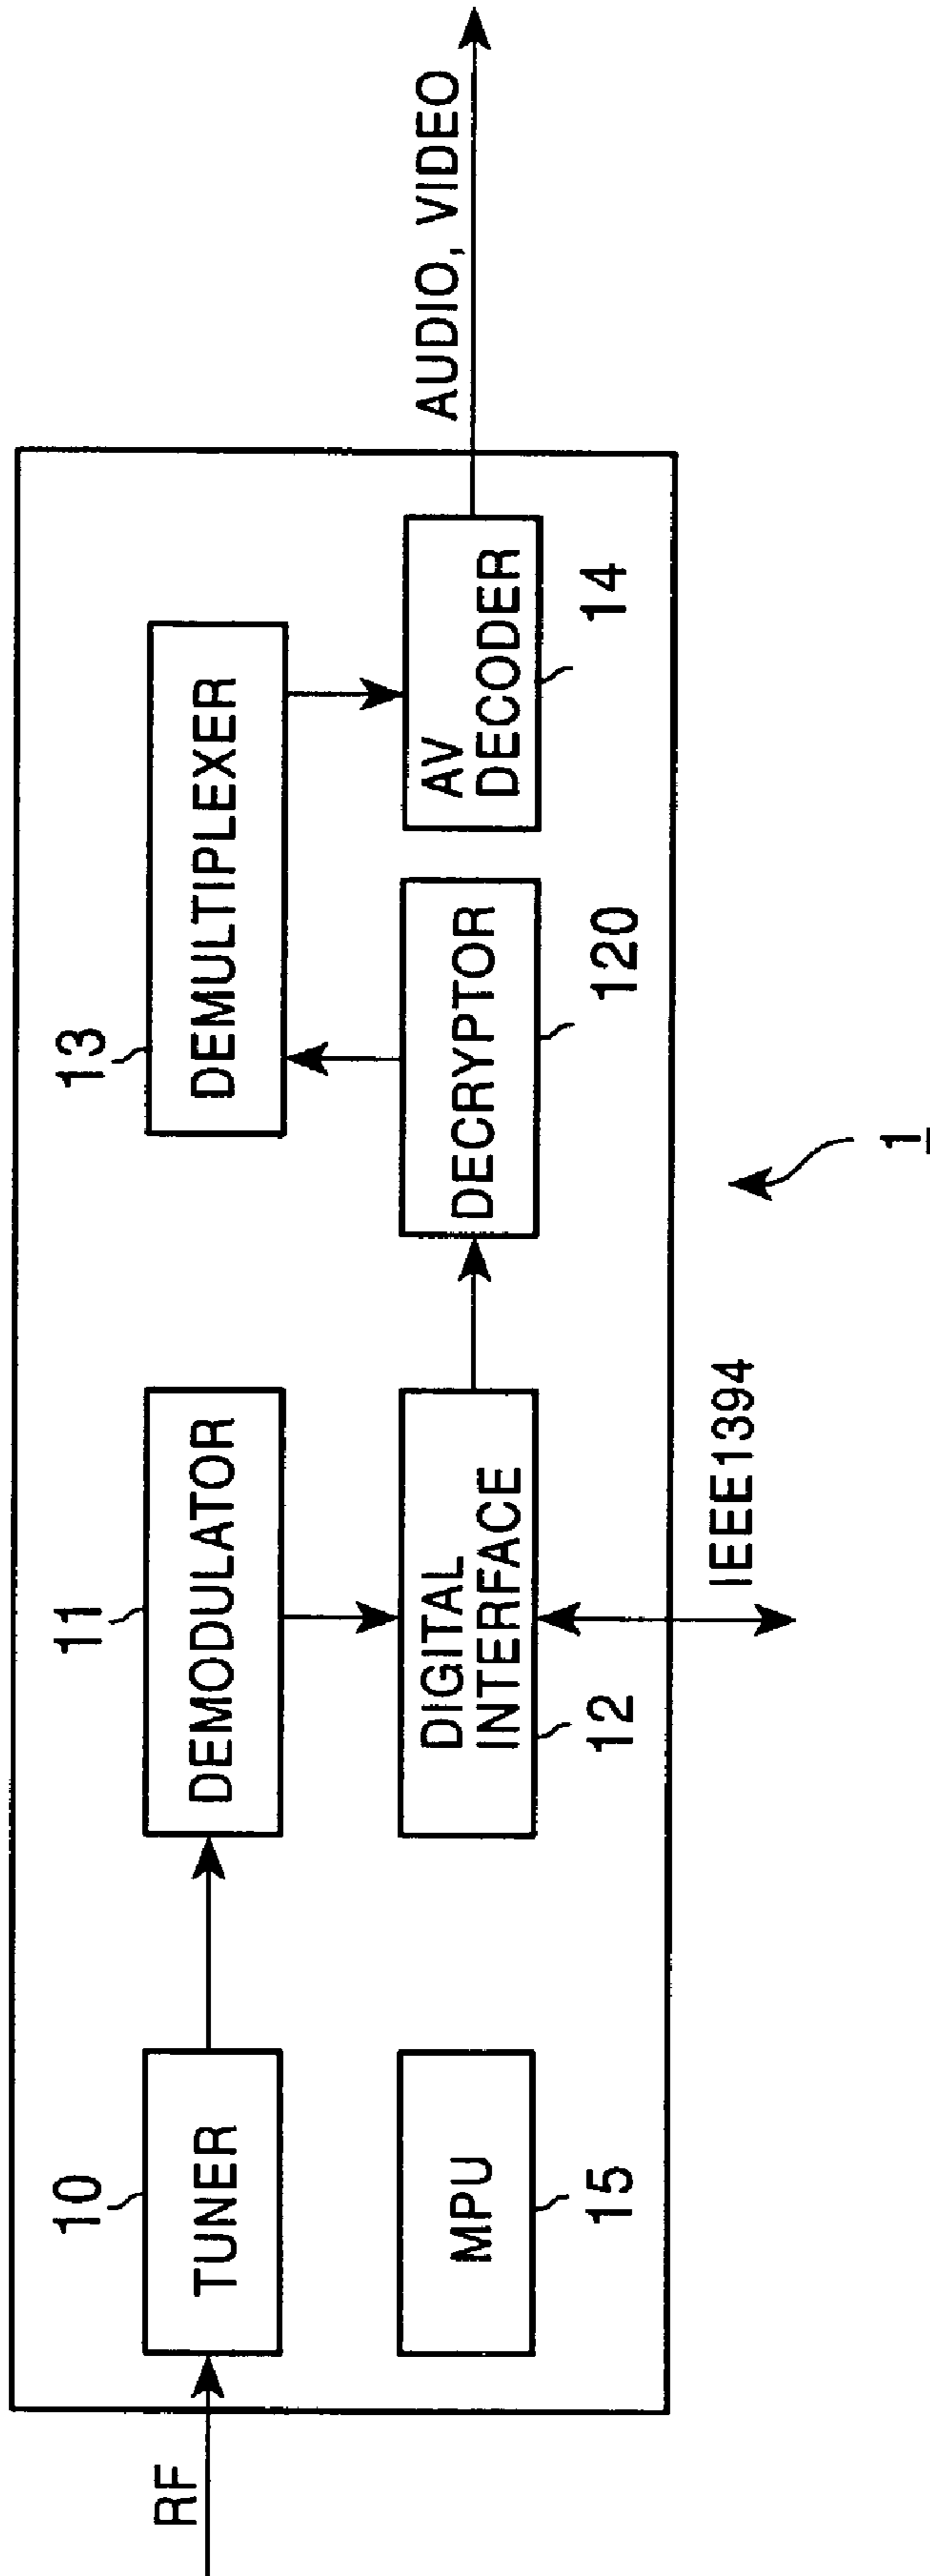 RF
10
TUNER
11
DEMODULATOR
13
DEMULTIPLEXER
MPU
15
DIGITAL
INTERFACE
12
DECRYPTOR
120
AV
DECODER
14
AUDIO, VIDEO
IEEE1394
1